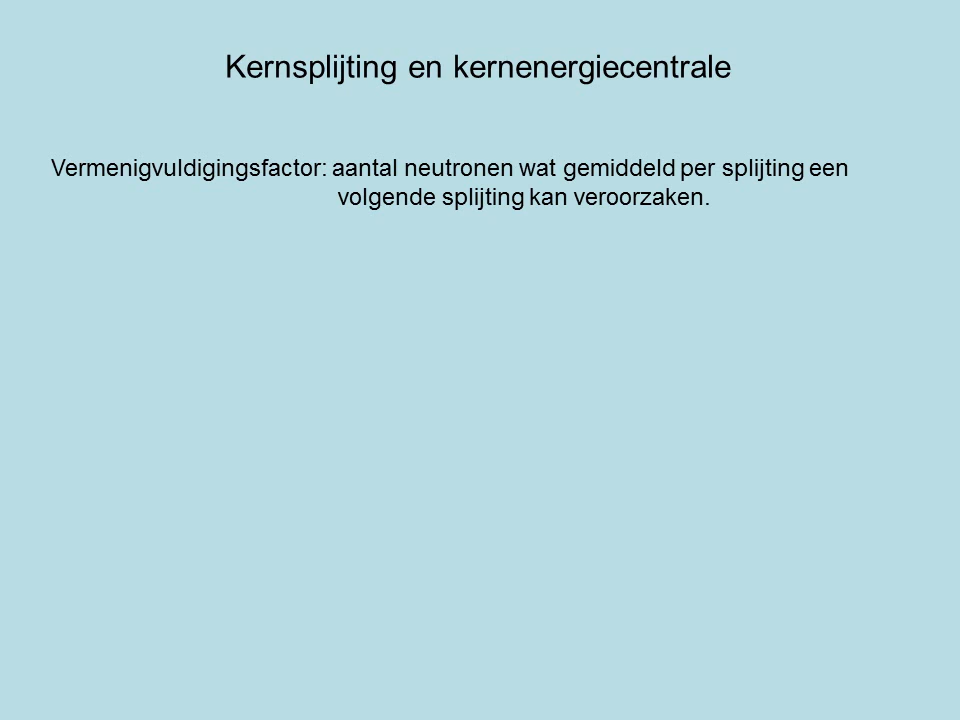 Kernsplijting en kernenergiecentrale
Vermenigvuldigingsfactor: aantal neutronen wat gemiddeld per splijting een
volgende splijting kan veroorzaken.